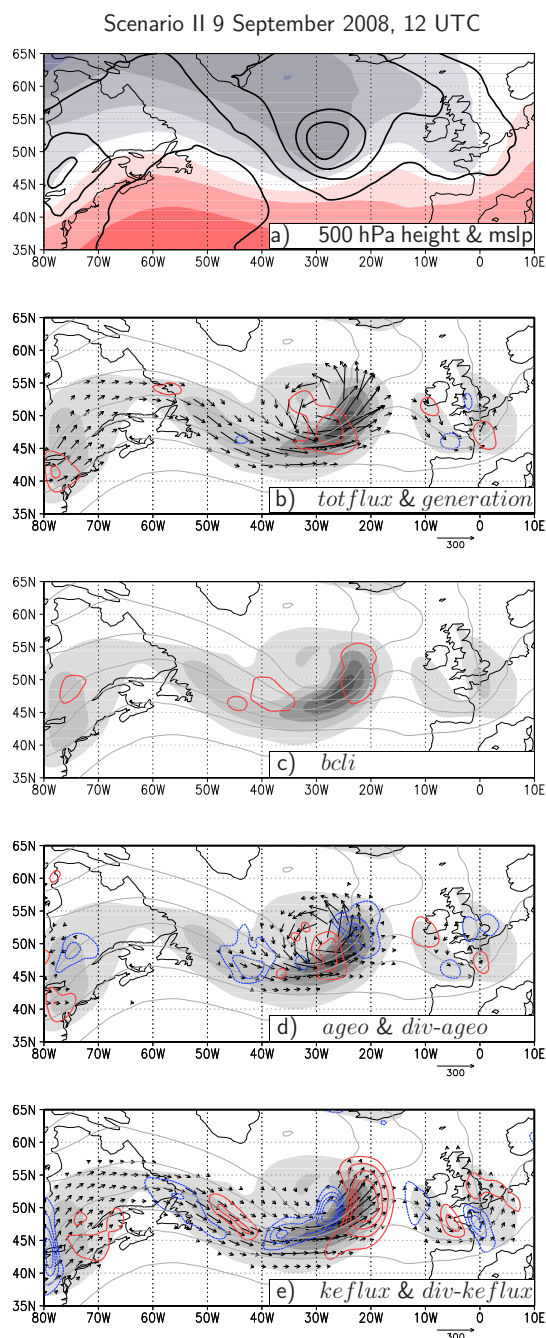 Scenario II 9 September 2008, 12 UTC
65N
60N
55N
50N
45N
40N
35N
a) 500 hPa height & mslp
80W 70W 60W 50W 40W 30W 20W 10W 0 10E
65N
60N
55N
50N
45N
40N
35N
b) totflux & generation
80W 70W 60W 50W 40W 30W 20W 10W 0 10E
300
65N
60N
55N
50N
45N
40N
35N
c) bcli
80W 70W 60W 50W 40W 30W 20W 10W 0 10E
65N
60N
55N
50N
45N
40N
35N
d) ageo & div-ageo
80W 70W 60W 50W 40W 30W 20W 10W 0 10E
300
65N
60N
55N
50N
45N
40N
35N
e) keflux & div-keflux
80W 70W 60W 50W 40W 30W 20W 10W 0 10E
300